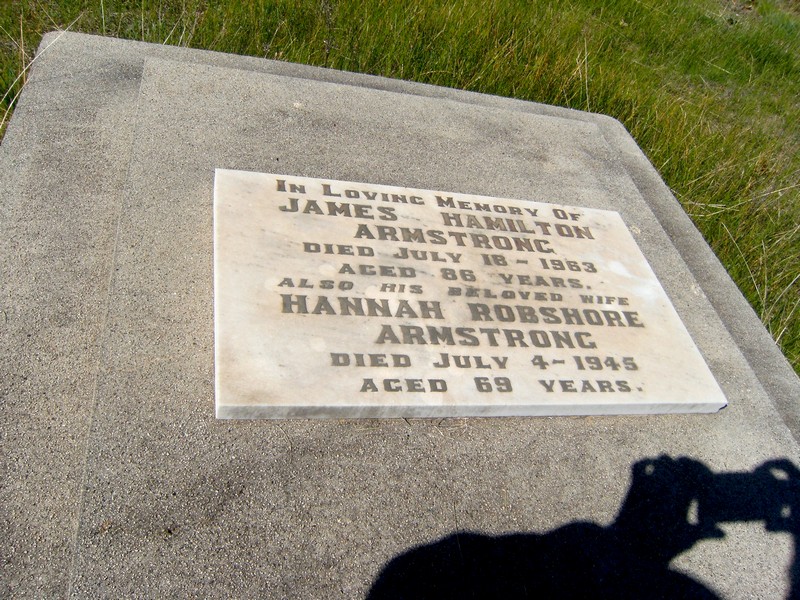 In Loving Memory Of
JAMES HAMILTON
ARMSTRONG
DIED JULY 18 - 1963
AGED 86 YEARS.
ALSO HIS BELOVED WIFE
HANNAH ROBSHORE
ARMSTRONG
DIED JULY 4 - 1945
AGED 69 YEARS.